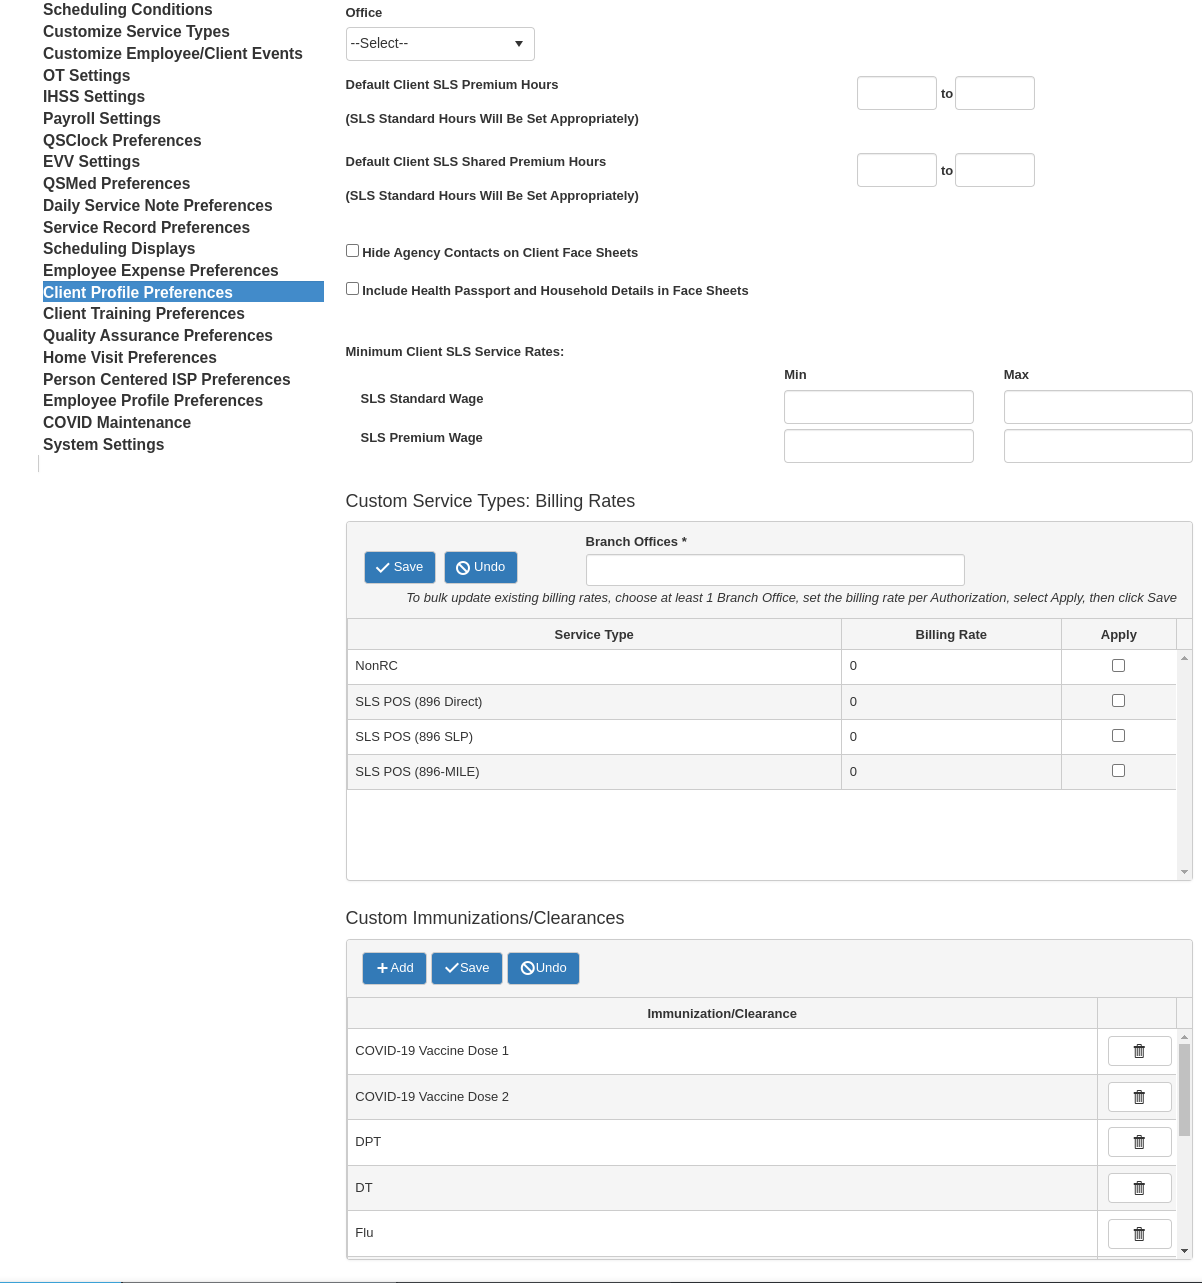 Scheduling Conditions
Customize Service Types
Customize Employee/Client Events
OT Settings
IHSS Settings
Payroll Settings
QSClock Preferences
EVV Settings
QSMed Preferences
Daily Service Note Preferences
Service Record Preferences
Scheduling Displays
Employee Expense Preferences
Client Profile Preferences
Client Training Preferences
Quality Assurance Preferences
Home Visit Preferences
Person Centered ISP Preferences
Employee Profile Preferences
COVID Maintenance
System Settings
Office
--Select--
Default Client SLS Premium Hours to
(SLS Standard Hours Will Be Set Appropriately)
Default Client SLS Shared Premium Hours to
(SLS Standard Hours Will Be Set Appropriately)
Hide Agency Contacts on Client Face Sheets
Include Health Passport and Household Details in Face Sheets
Minimum Client SLS Service Rates:
Min Max
SLS Standard Wage
SLS Premium Wage
Custom Service Types: Billing Rates
Branch Offices *
Save Undo
To bulk update existing billing rates, choose at least 1 Branch Office, set the billing rate per Authorization, select Apply, then click Save
Service Type Billing Rate Apply
NonRC 0
SLS POS (896 Direct) 0
SLS POS (896 SLP) 0
SLS POS (896-MILE) 0
Custom Immunizations/Clearances
Add Save Undo
Immunization/Clearance
COVID-19 Vaccine Dose 1
COVID-19 Vaccine Dose 2
DPT
DT
Flu